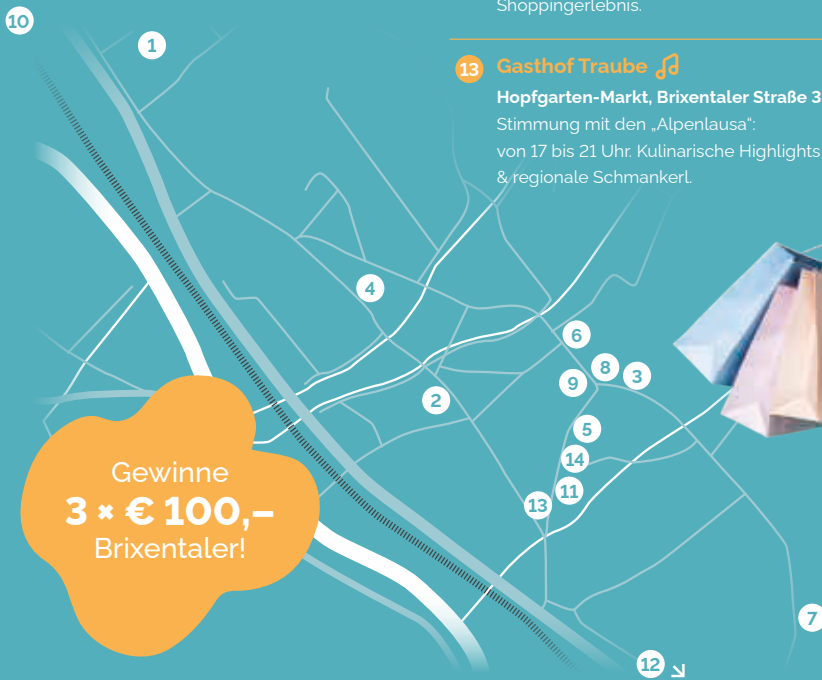 Shoppingerlebnis.
10
1
13 Gasthof Traube
Hopfgarten-Markt, Brixentaler Straße 3
Stimmung mit den „Alpenlausa“:
von 17 bis 21 Uhr. Kulinarische Highlights
& regionale Schmankerl.
4
6
8
9
3
2
5
14
11
13
Gewinne
3 × € 100,–
Brixentaler!
7
12